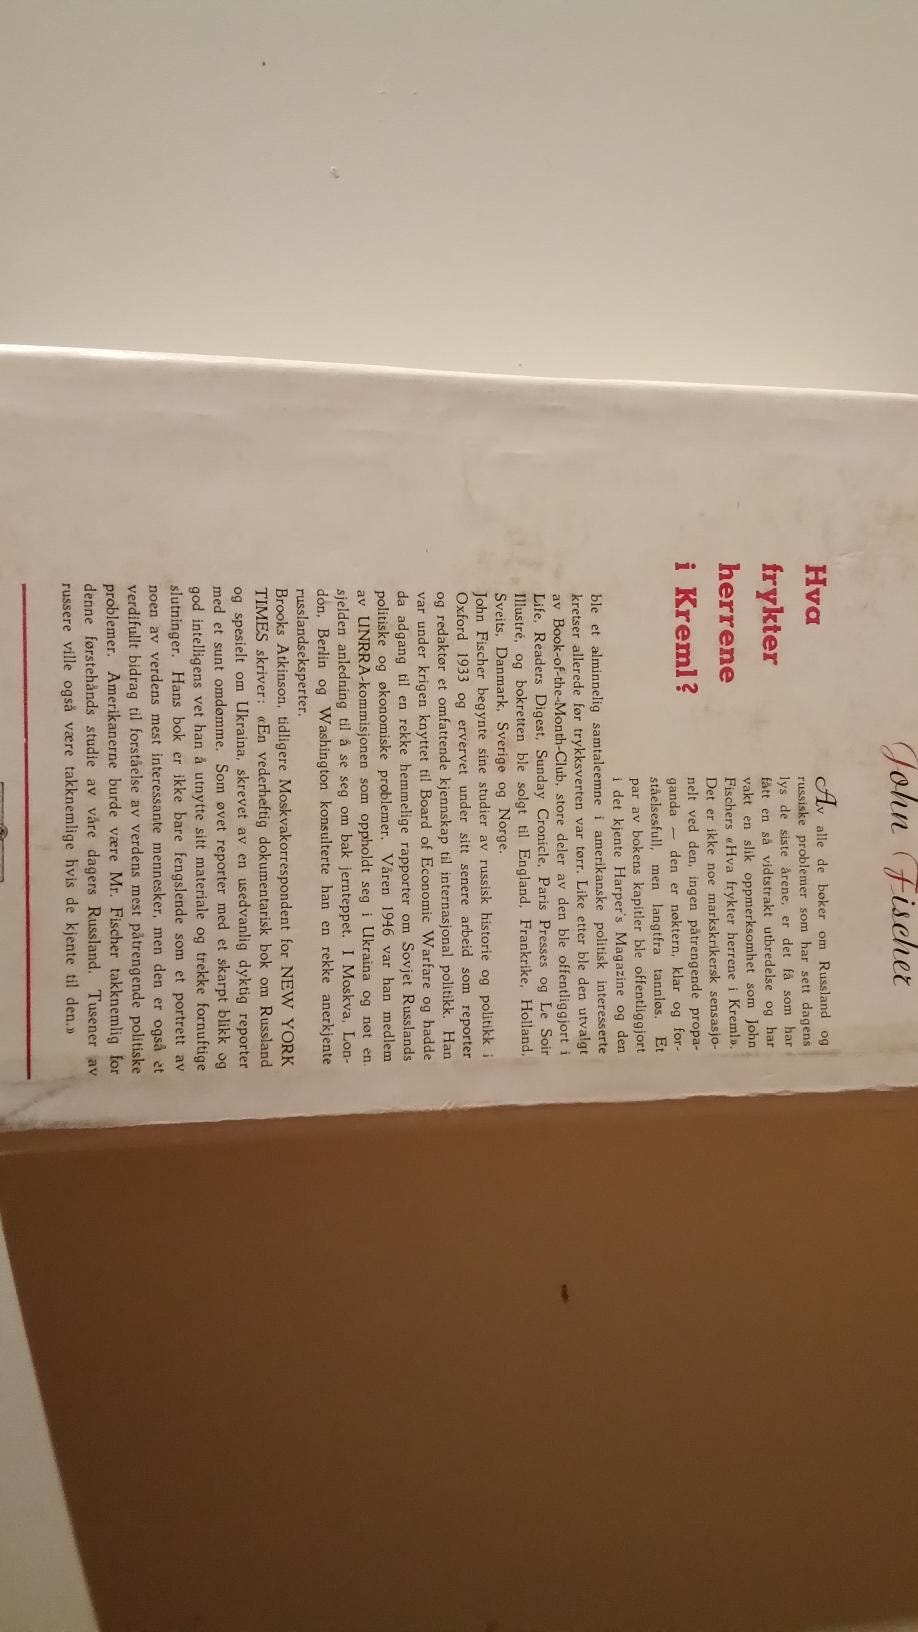 John Fischer
Hva
frykter
herrene
i Kreml?
Av alle de bøker om Russland og
russiske problemer som har sett dagens
lys de siste årene, er det få som har
fått en så vidtstrakt utbredelse og har
vakt en slik oppmerksomhet som John
Fischers «Hva frykter herrene i Kreml».
Det er ikke noe markskrikersk sensasjo-
nelt ved den, ingen påtrengende propa-
ganda — den er nøktern, klar og for-
ståelsesfull, men langtfra tannløs. Et
par av bokens kapitler ble offentliggjort
i det kjente Harper's Magazine og den
ble et alminnelig samtaleemne i amerikanske politisk interesserte
kretser allerede før trykksverten var tørr. Like etter ble den utvalgt
av Book-of-the-Month-Club, store deler av den ble offentliggjort i
Life, Readers Digest, Sunday Cronicle, Paris Presses og Le Soir
Illustré, og bokretten ble solgt til England, Frankrike, Holland,
Sveits, Danmark, Sverige og Norge.
John Fischer begynte sine studier av russisk historie og politikk i
Oxford 1933 og ervervet under sitt senere arbeid som reporter
og redaktør et omfattende kjennskap til internasjonal politikk. Han
var under krigen knyttet til Board of Economic Warfare og hadde
da adgang til en rekke hemmelige rapporter om Sovjet Russlands
politiske og økonomiske problemer. Våren 1946 var han medlem
av UNRRA-kommisjonen som oppholdt seg i Ukraina og nøt en
sjelden anledning til å se seg om bak jernteppet. I Moskva, Lon-
don, Berlin og Washington konsulterte han en rekke anerkjente
russlandseksperter.
Brooks Atkinson, tidligere Moskvakorrespondent for NEW YORK
TIMES skriver: «En vederheftig dokumentarisk bok om Russland
og spesielt om Ukraina, skrevet av en usedvanlig dyktig reporter
med et sunt omdømme. Som øvet reporter med et skarpt blikk og
god intelligens vet han å utnytte sitt materiale og trekke fornuftige
slutninger. Hans bok er ikke bare fengslende som et portrett av
noen av verdens mest interessante mennesker, men den er også et
verdifullt bidrag til forståelse av verdens mest påtrengende politiske
problemer. Amerikanerne burde være Mr. Fischer takknemlig for
denne førstehånds studie av våre dagers Russland. Tusener av
russere ville også være takknemlige hvis de kjente til den.»